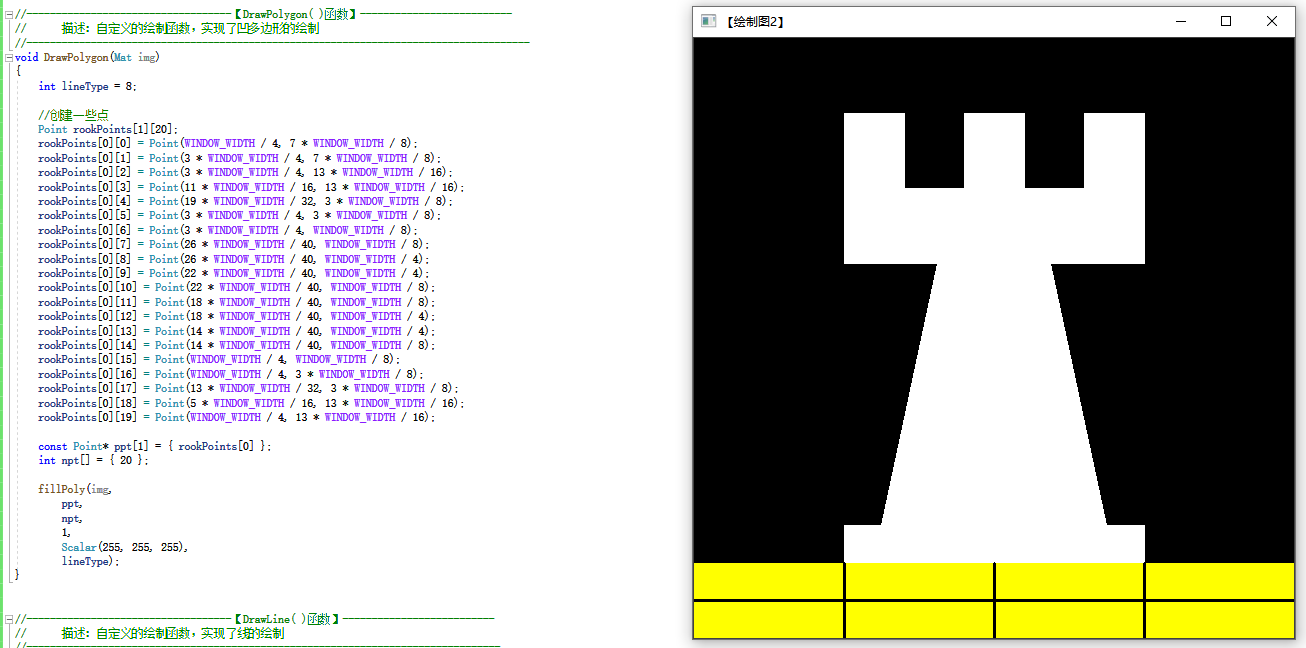 //-----------------------------------【DrawPolygon( )函数】--------------------------
//      描述：自定义的绘制函数，实现了凹多边形的绘制
//--------------------------------------------------------------------------------------
void DrawPolygon(Mat img)
{
    int lineType = 8;
    //创建一些点
    Point rookPoints[1][20];
    rookPoints[0][0] = Point(WINDOW_WIDTH / 4, 7 * WINDOW_WIDTH / 8);
    rookPoints[0][1] = Point(3 * WINDOW_WIDTH / 4, 7 * WINDOW_WIDTH / 8);
    rookPoints[0][2] = Point(3 * WINDOW_WIDTH / 4, 13 * WINDOW_WIDTH / 16);
    rookPoints[0][3] = Point(11 * WINDOW_WIDTH / 16, 13 * WINDOW_WIDTH / 16);
    rookPoints[0][4] = Point(19 * WINDOW_WIDTH / 32, 3 * WINDOW_WIDTH / 8);
    rookPoints[0][5] = Point(3 * WINDOW_WIDTH / 4, 3 * WINDOW_WIDTH / 8);
    rookPoints[0][6] = Point(3 * WINDOW_WIDTH / 4, WINDOW_WIDTH / 8);
    rookPoints[0][7] = Point(26 * WINDOW_WIDTH / 40, WINDOW_WIDTH / 8);
    rookPoints[0][8] = Point(26 * WINDOW_WIDTH / 40, WINDOW_WIDTH / 4);
    rookPoints[0][9] = Point(22 * WINDOW_WIDTH / 40, WINDOW_WIDTH / 4);
    rookPoints[0][10] = Point(22 * WINDOW_WIDTH / 40, WINDOW_WIDTH / 8);
    rookPoints[0][11] = Point(18 * WINDOW_WIDTH / 40, WINDOW_WIDTH / 8);
    rookPoints[0][12] = Point(18 * WINDOW_WIDTH / 40, WINDOW_WIDTH / 4);
    rookPoints[0][13] = Point(14 * WINDOW_WIDTH / 40, WINDOW_WIDTH / 4);
    rookPoints[0][14] = Point(14 * WINDOW_WIDTH / 40, WINDOW_WIDTH / 8);
    rookPoints[0][15] = Point(WINDOW_WIDTH / 4, WINDOW_WIDTH / 8);
    rookPoints[0][16] = Point(WINDOW_WIDTH / 4, 3 * WINDOW_WIDTH / 8);
    rookPoints[0][17] = Point(13 * WINDOW_WIDTH / 32, 3 * WINDOW_WIDTH / 8);
    rookPoints[0][18] = Point(5 * WINDOW_WIDTH / 16, 13 * WINDOW_WIDTH / 16);
    rookPoints[0][19] = Point(WINDOW_WIDTH / 4, 13 * WINDOW_WIDTH / 16);
    const Point* ppt[1] = { rookPoints[0] };
    int npt[] = { 20 };
    fillPoly(img,
        ppt,
        npt,
        1,
        Scalar(255, 255, 255),
        lineType);
}
//-----------------------------------【DrawLine( )函数】--------------------------
//      描述：自定义的绘制函数，实现了线的绘制
//---------------------------------------------------------------------------------
【绘制图2】